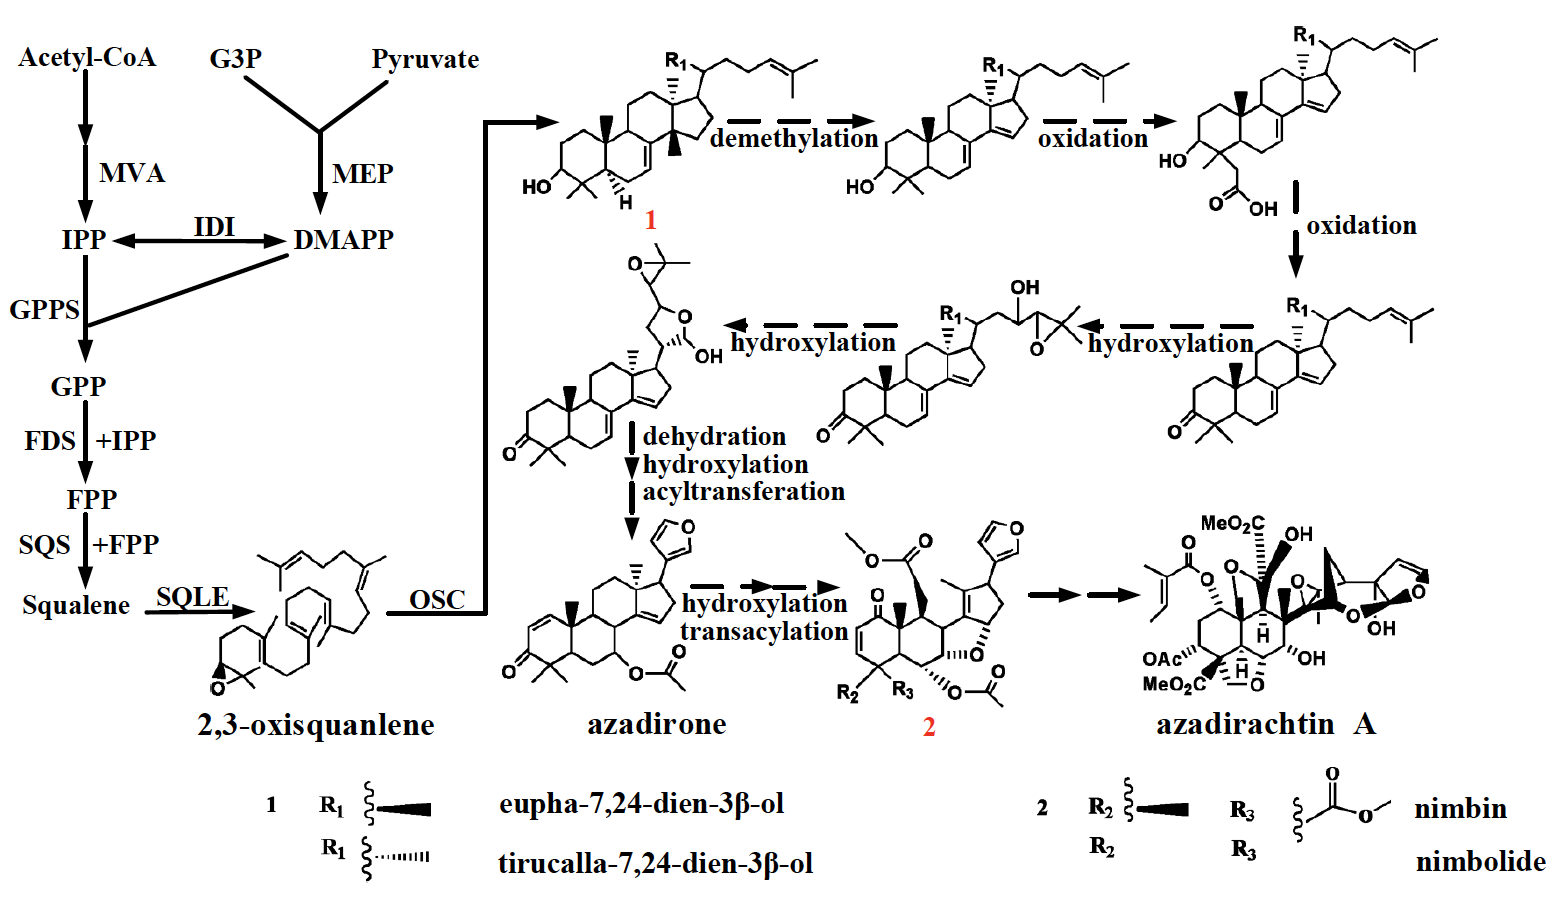 Acetyl-CoA
G3P
Pyruvate
MVA
MEP
IPP
IDI
DMAPP
GPPS
GPP
FDS
+IPP
FPP
SQS
+FPP
Squalene
SQLE
2,3-oxisquanlene
OSC
R1
HO
H
1
demethylation
R1
HO
oxidation
R1
HO
O
OH
oxidation
R1
O
hydroxylation
OH
R1
O
O
hydroxylation
O
O
OH
O
dehydration
hydroxylation
acyltransferation
O
O
O
O
azadirone
hydroxylation
transacylation
O
O
O
O
O
O
O
R2
R3
2
MeO2C
OH
O
O
O
O
O
O
H
OH
OAc
H
OH
MeO2C
O
azadirachtin A
O
1
R1
eupha-7,24-dien-3β-ol
R1
tirucalla-7,24-dien-3β-ol
2
R2
R3
O
O
nimbin
R2
R3
nimbolide